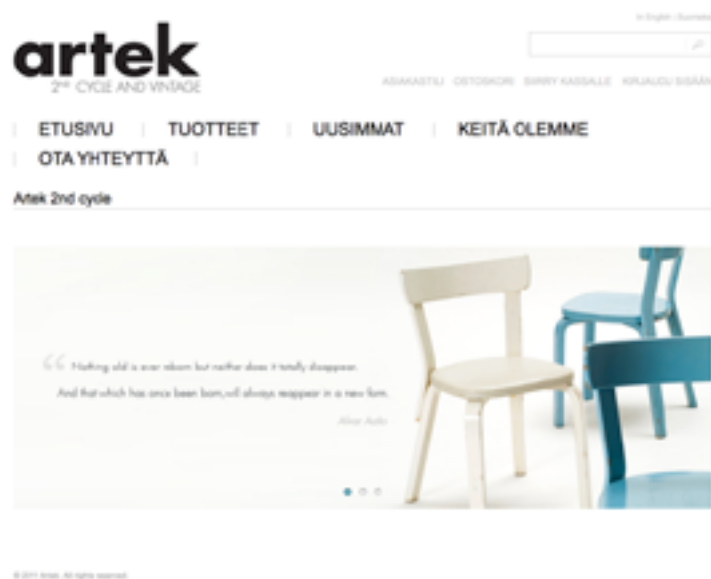 In English | Suomeksi
artek
2ND CYCLE AND VINTAGE
ASIAKASTILI OSTOSKORI SIIRRY KASSALLE KIRJAUDU SISÄÄN
ETUSIVU TUOTTEET UUSIMMAT KEITÄ OLEMME
OTA YHTEYTTÄ
Artek 2nd cycle
“ Nothing old is ever reborn but neither does it totally disappear.
And that which has once been born, will always reappear in a new form.
Alvar Aalto
© 2011 Artek. All rights reserved.